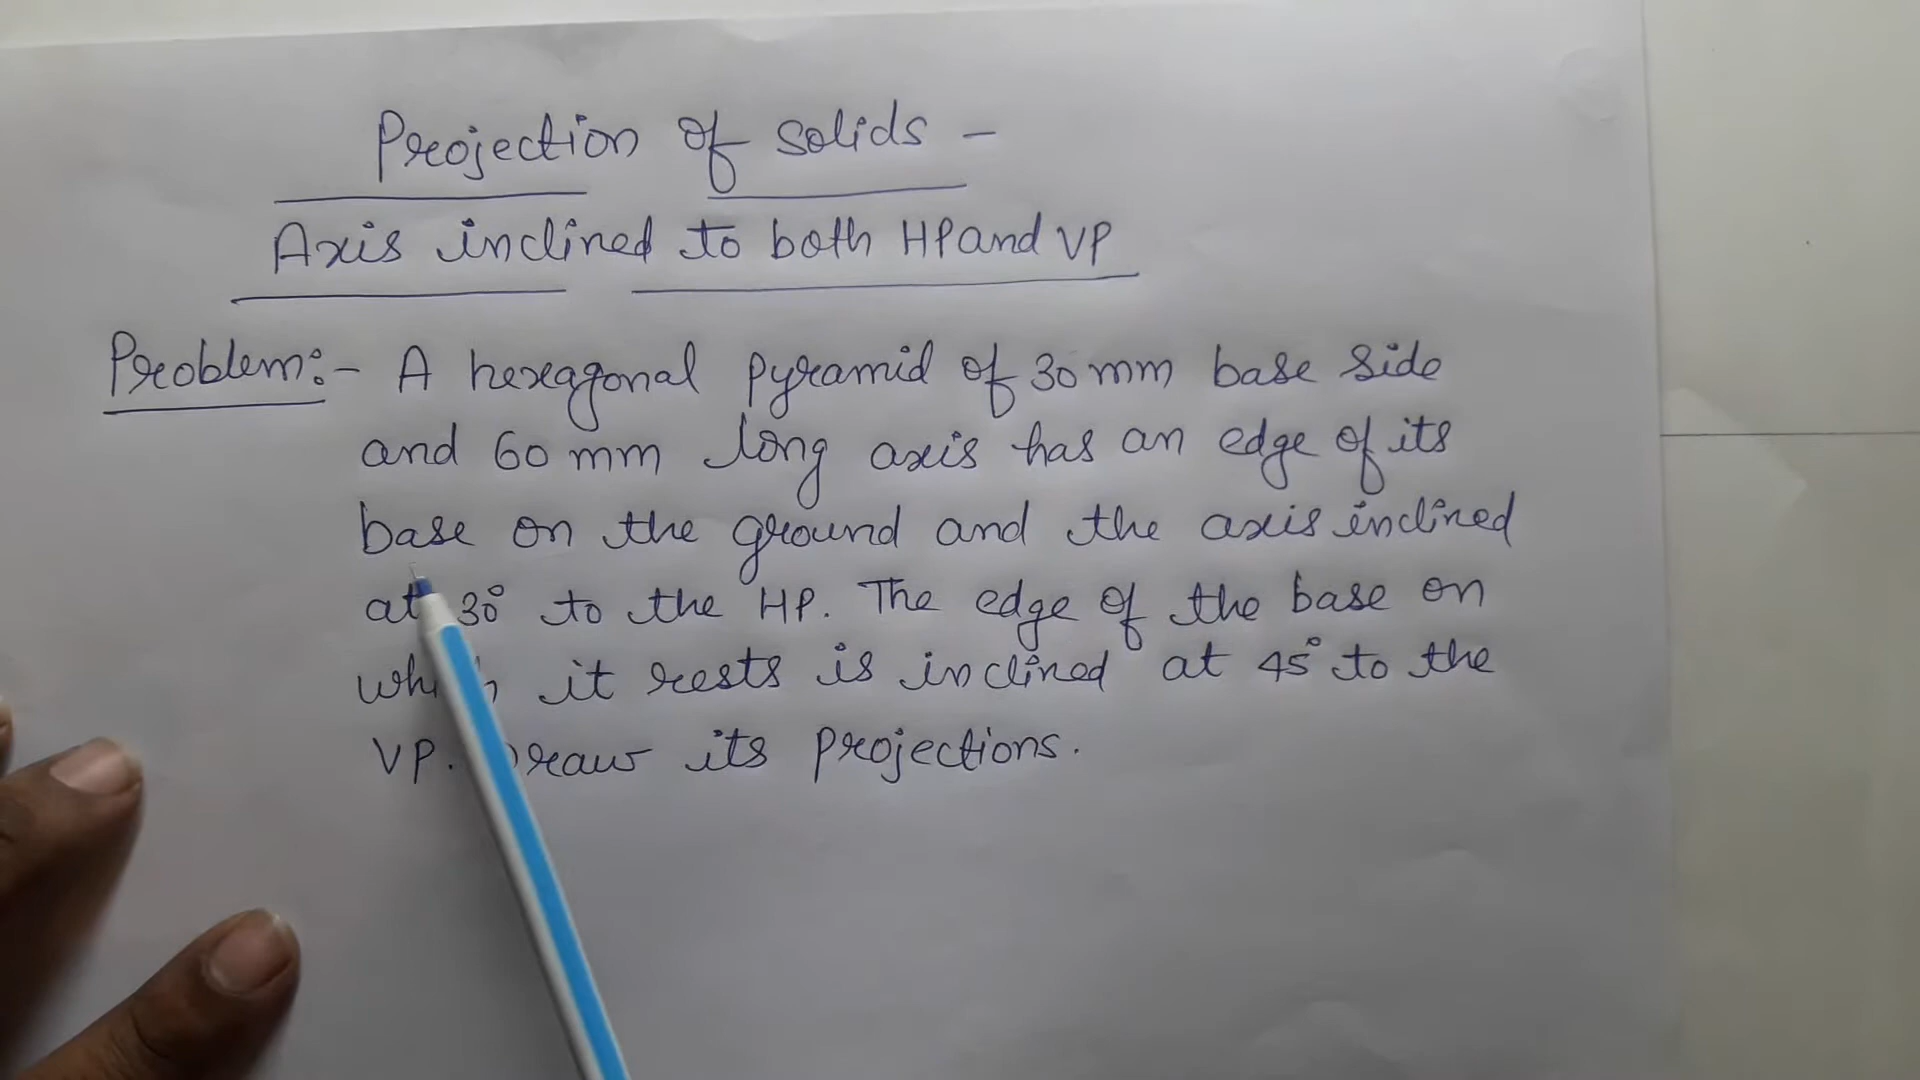 Projection of solids -
Axis inclined to both HP and VP
Problem:- A hexagonal pyramid of 30 mm base side
and 60 mm long axis has an edge of its
base on the ground and the axis inclined
at 30° to the HP. The edge of the base on
it rests is inclined at 45° to the
VP. its projections.